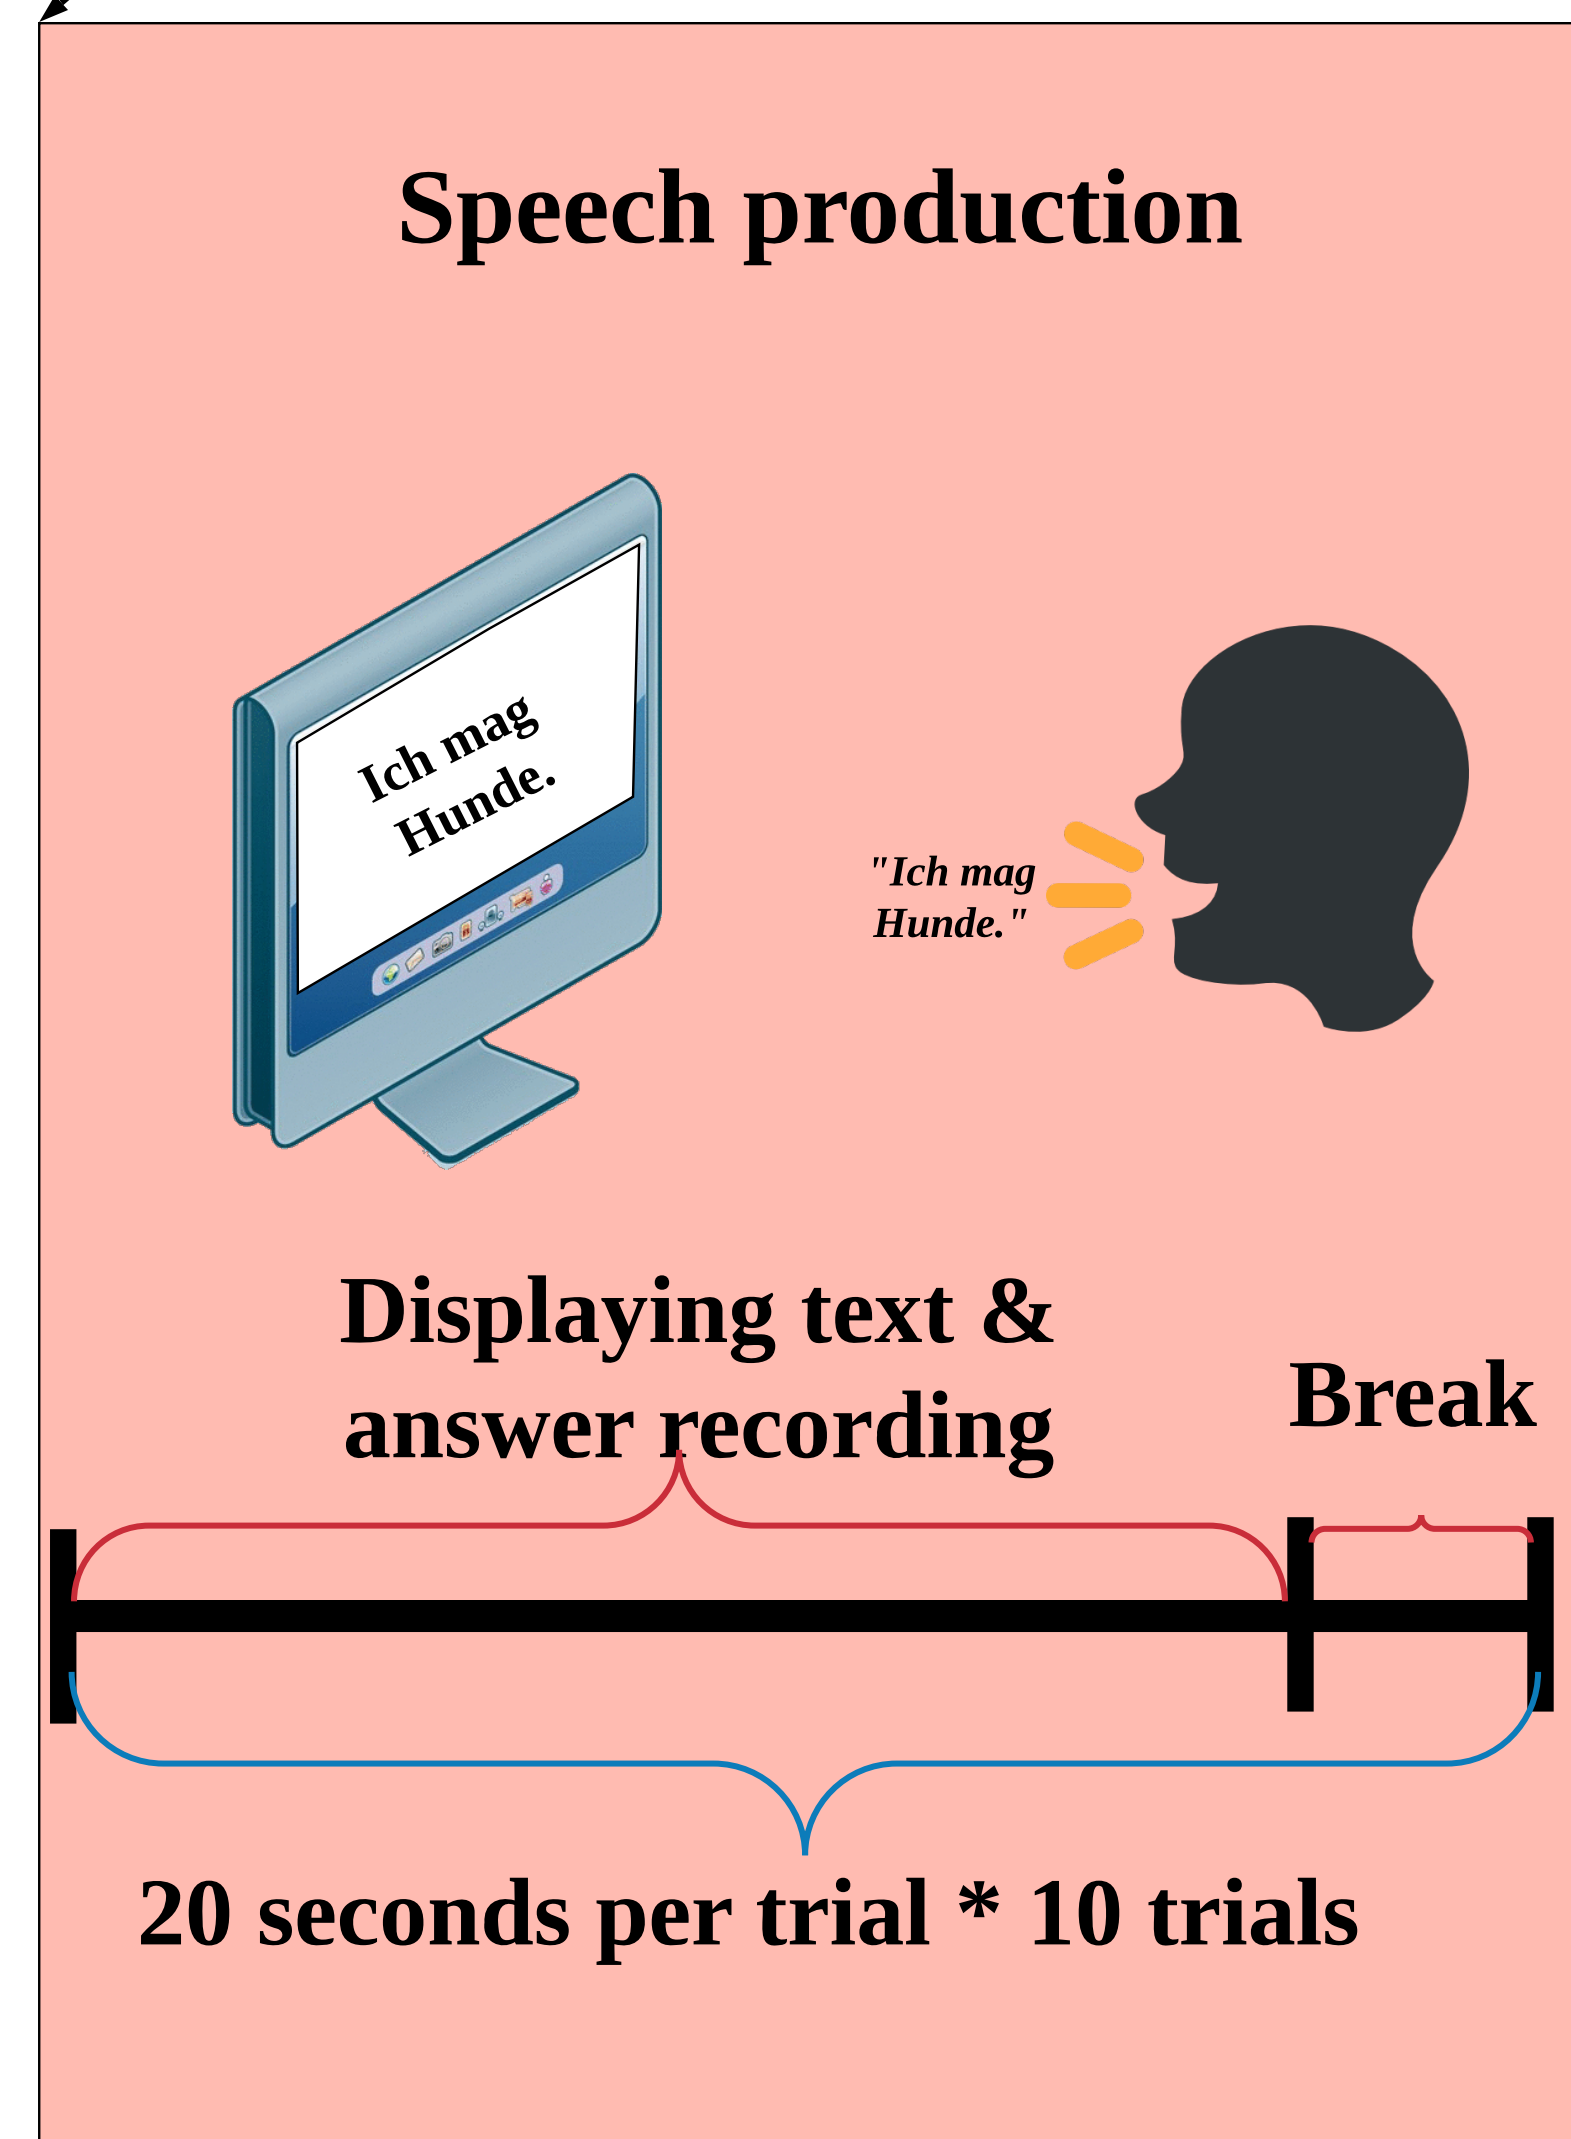 Speech production
Ich mag
Hunde.
"Ich mag
Hunde."
Displaying text &
answer recording
Break
20 seconds per trial * 10 trials